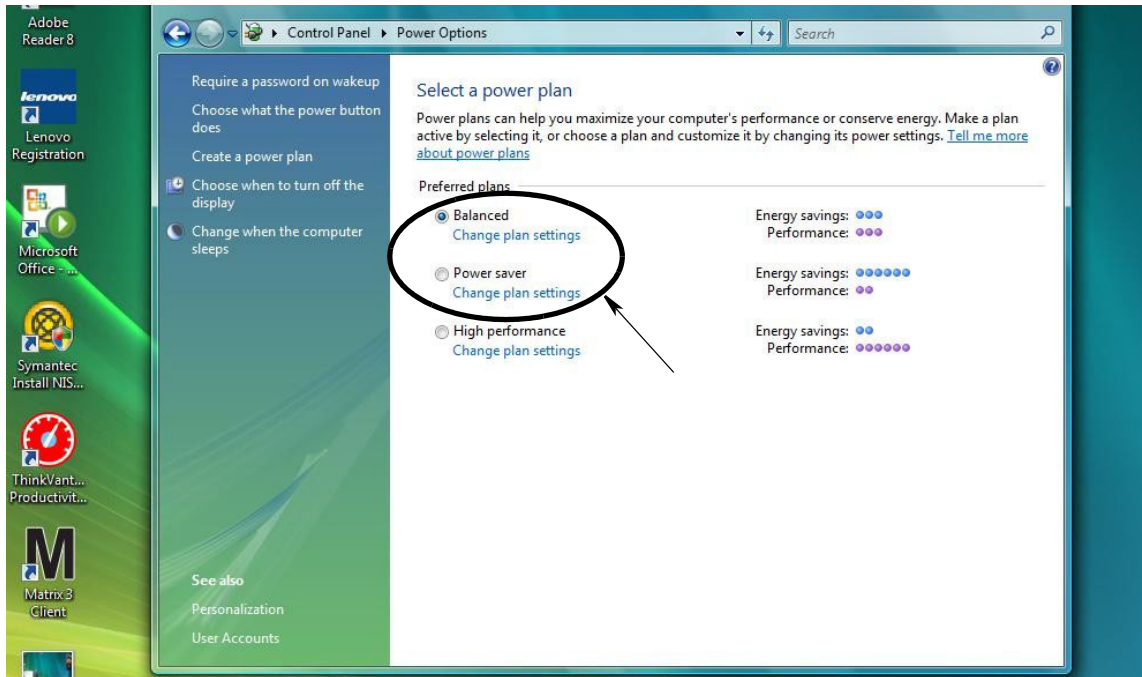 Adobe
Reader 8
lenovo
Lenovo
Registration
Microsoft
Office - ...
Symantec
Install NIS...
ThinkVant...
Productivit...
M
Matrix 3
Client
Control Panel
Power Options
Search
Require a password on wakeup
Choose what the power button
does
Create a power plan
Choose when to turn off the
display
Change when the computer
sleeps
See also
Personalization
User Accounts
Select a power plan
Power plans can help you maximize your computer's performance or conserve energy. Make a plan
active by selecting it, or choose a plan and customize it by changing its power settings. Tell me more
about power plans
Preferred plans
Balanced
Energy savings:
Change plan settings
Performance:
Power saver
Energy savings:
Change plan settings
Performance:
High performance
Energy savings:
Change plan settings
Performance: